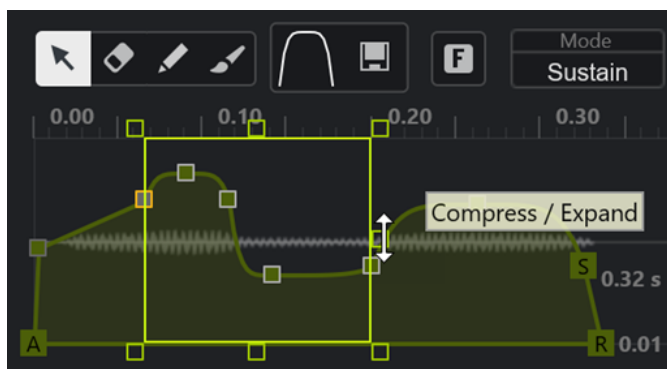 F
Mode
Sustain
0.00
0.10
0.20
0.30
Compress / Expand
S
0.32 s
A
R
0.01